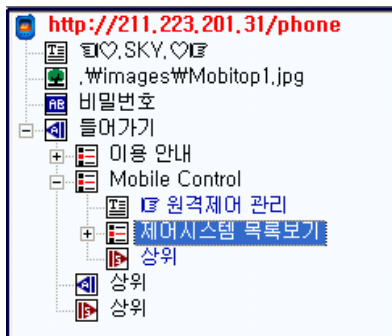 http://211.223.201.31/phone
☜♡.SKY.♡☞
.₩images₩Mobitop1.jpg
비밀번호
들어가기
이용 안내
Mobile Control
☞ 원격제어 관리
제어시스템 목록보기
상위
상위
상위